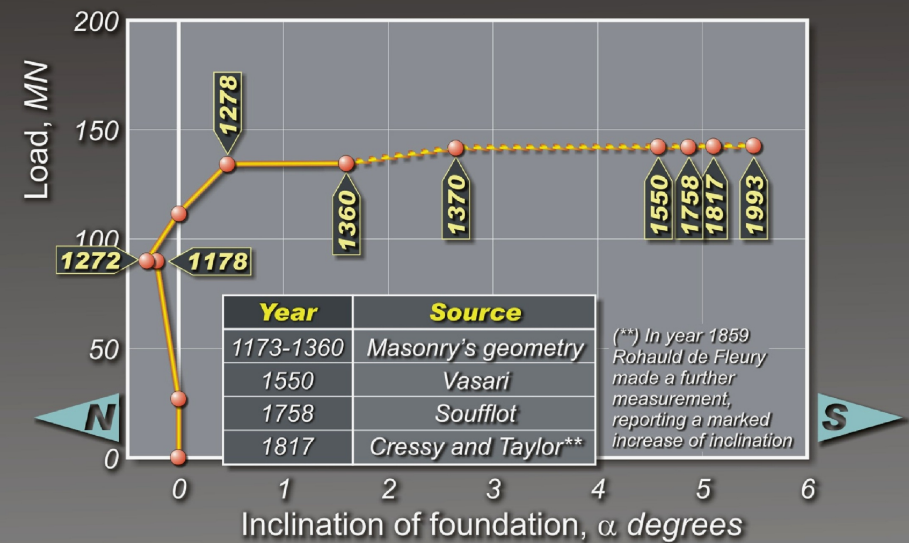 200
150
100
50
0
Load, MN
1278
1272
1178
1360
1370
1550
1758
1817
1993
Year Source
1173-1360 Masonry's geometry
1550 Vasari
1758 Soufflot
1817 Cressy and Taylor**
(**) In year 1859
Rohauld de Fleury
made a further
measurement,
reporting a marked
increase of inclination
N
S
0 1 2 3 4 5 6
Inclination of foundation, α degrees